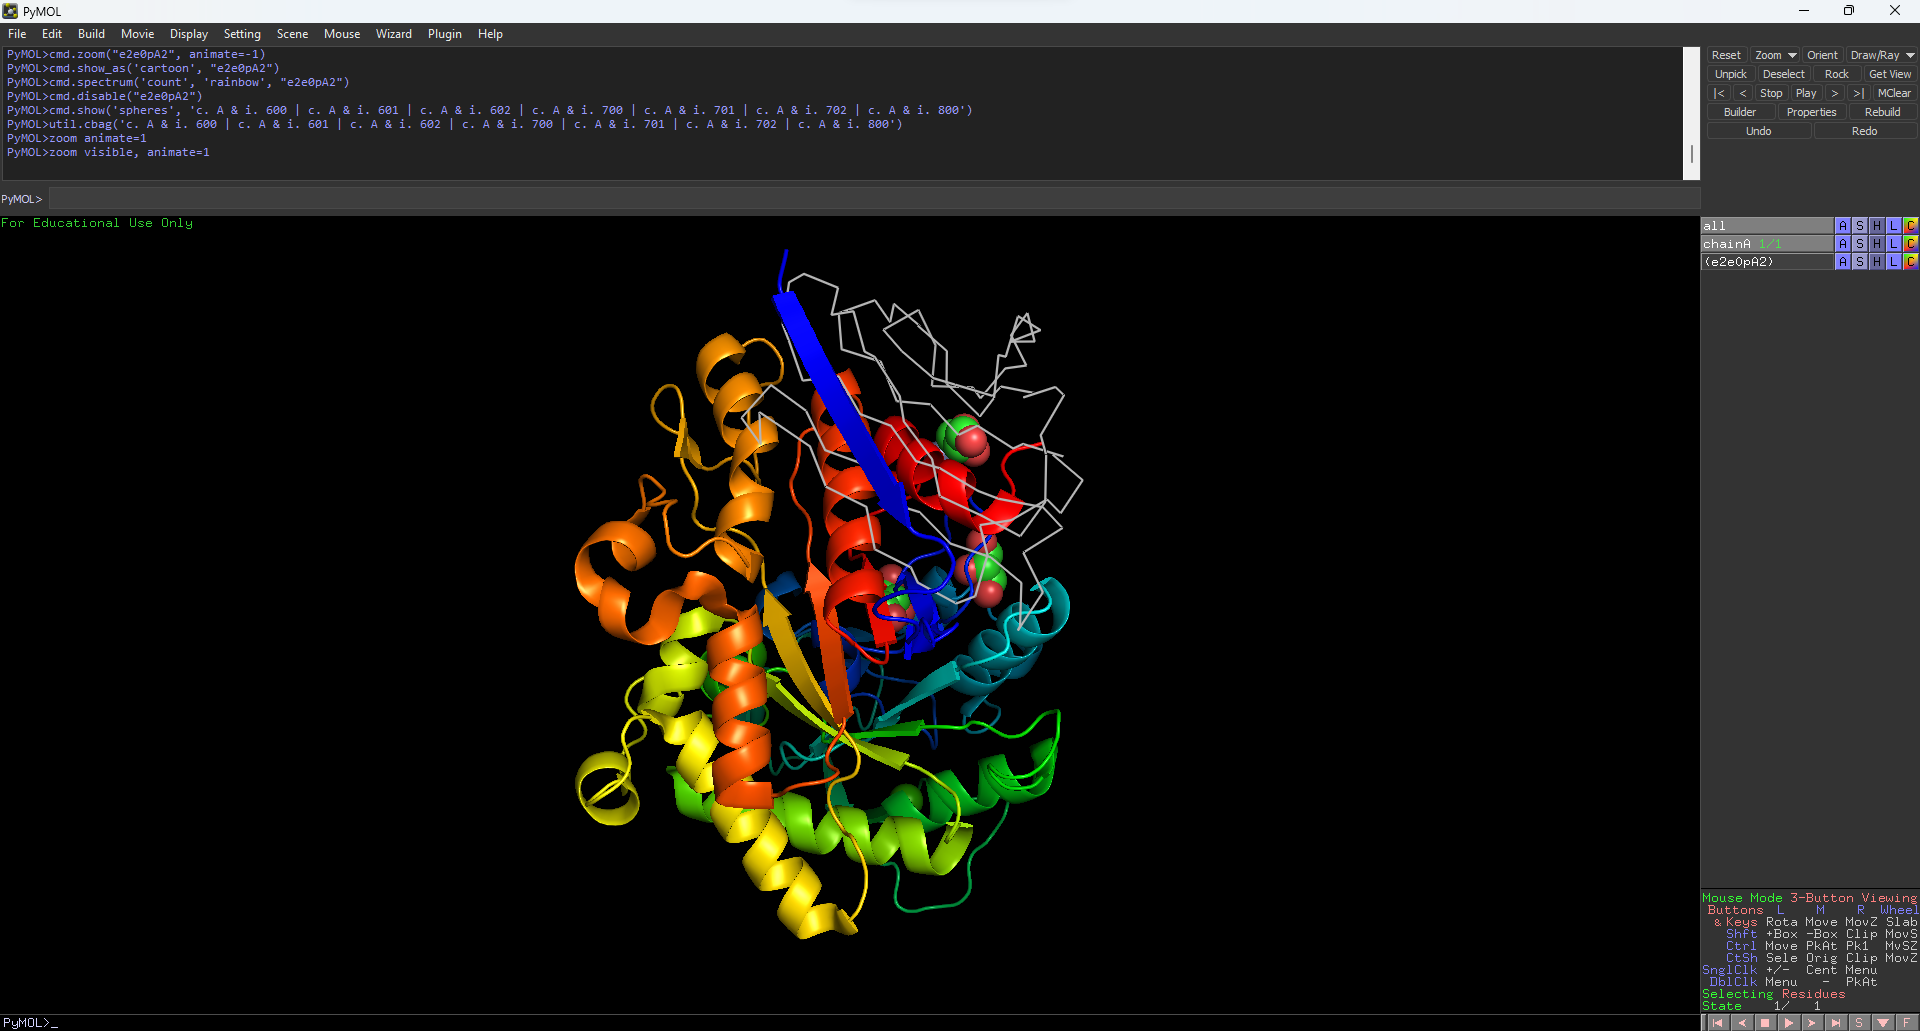 PyMOL
File Edit Build Movie Display Setting Scene Mouse Wizard Plugin Help
PyMOL>cmd.zoom("e2e0pA2", animate=-1)
PyMOL>cmd.show_as('cartoon', "e2e0pA2")
PyMOL>cmd.spectrum('count', 'rainbow', "e2e0pA2")
PyMOL>cmd.disable("e2e0pA2")
PyMOL>cmd.show('spheres', 'c. A & i. 600 | c. A & i. 601 | c. A & i. 602 | c. A & i. 700 | c. A & i. 701 | c. A & i. 702 | c. A & i. 800')
PyMOL>util.cbag('c. A & i. 600 | c. A & i. 601 | c. A & i. 602 | c. A & i. 700 | c. A & i. 701 | c. A & i. 702 | c. A & i. 800')
PyMOL>zoom animate=1
PyMOL>zoom visible, animate=1
PyMOL>
Reset Zoom Orient Draw/Ray
Unpick Deselect Rock Get View
|< < Stop Play > >| MClear
Builder Properties Rebuild
Undo Redo
For Educational Use Only
all A S H L C
chainA 1/1 A S H L C
(e2e0pA2) A S H L C
Mouse Mode 3-Button Viewing
Buttons L M R Wheel
& Keys Rota Move MovZ Slab
Shft +Box -Box Clip MovS
Ctrl Move PkAt Pk1 MvSZ
CtSh Sele Orig Clip MovZ
SnglClk +/- Cent Menu
DblClk Menu - PkAt
Selecting Residues
State 1/ 1
S F
PyMOL>_